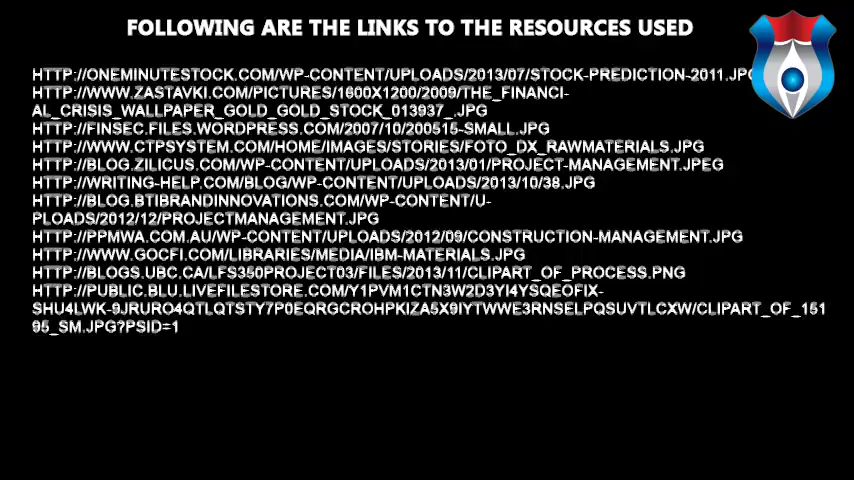 FOLLOWING ARE THE LINKS TO THE RESOURCES USED
HTTP://ONEMINUTESTOCK.COM/WP-CONTENT/UPLOADS/2013/07/STOCK-PREDICTION-2011.JPG
HTTP://WWW.ZASTAVKI.COM/PICTURES/1600X1200/2009/THE_FINANCI-
AL_CRISIS_WALLPAPER_GOLD_GOLD_STOCK_013937_.JPG
HTTP://FINSEC.FILES.WORDPRESS.COM/2007/10/200515-SMALL.JPG
HTTP://WWW.CTPSYSTEM.COM/HOME/IMAGES/STORIES/FOTO_DX_RAWMATERIALS.JPG
HTTP://BLOG.ZILICUS.COM/WP-CONTENT/UPLOADS/2013/01/PROJECT-MANAGEMENT.JPEG
HTTP://WRITING-HELP.COM/BLOG/WP-CONTENT/UPLOADS/2013/10/38.JPG
HTTP://BLOG.BTIBRANDINNOVATIONS.COM/WP-CONTENT/U-
PLOADS/2012/12/PROJECTMANAGEMENT.JPG
HTTP://PPMWA.COM.AU/WP-CONTENT/UPLOADS/2012/09/CONSTRUCTION-MANAGEMENT.JPG
HTTP://WWW.GOCFI.COM/LIBRARIES/MEDIA/IBM-MATERIALS.JPG
HTTP://BLOGS.UBC.CA/LFS350PROJECT03/FILES/2013/11/CLIPART_OF_PROCESS.PNG
HTTP://PUBLIC.BLU.LIVEFILESTORE.COM/Y1PVM1CTN3W2D3YI4YSQEOFIX-
SHU4LWK-9JRURO4QTLQTSTY7P0EQRGCROHPKIZA5X9IYTWWE3RNSELPQSUVTLCXW/CLIPART_OF_151
95_SM.JPG?PSID=1